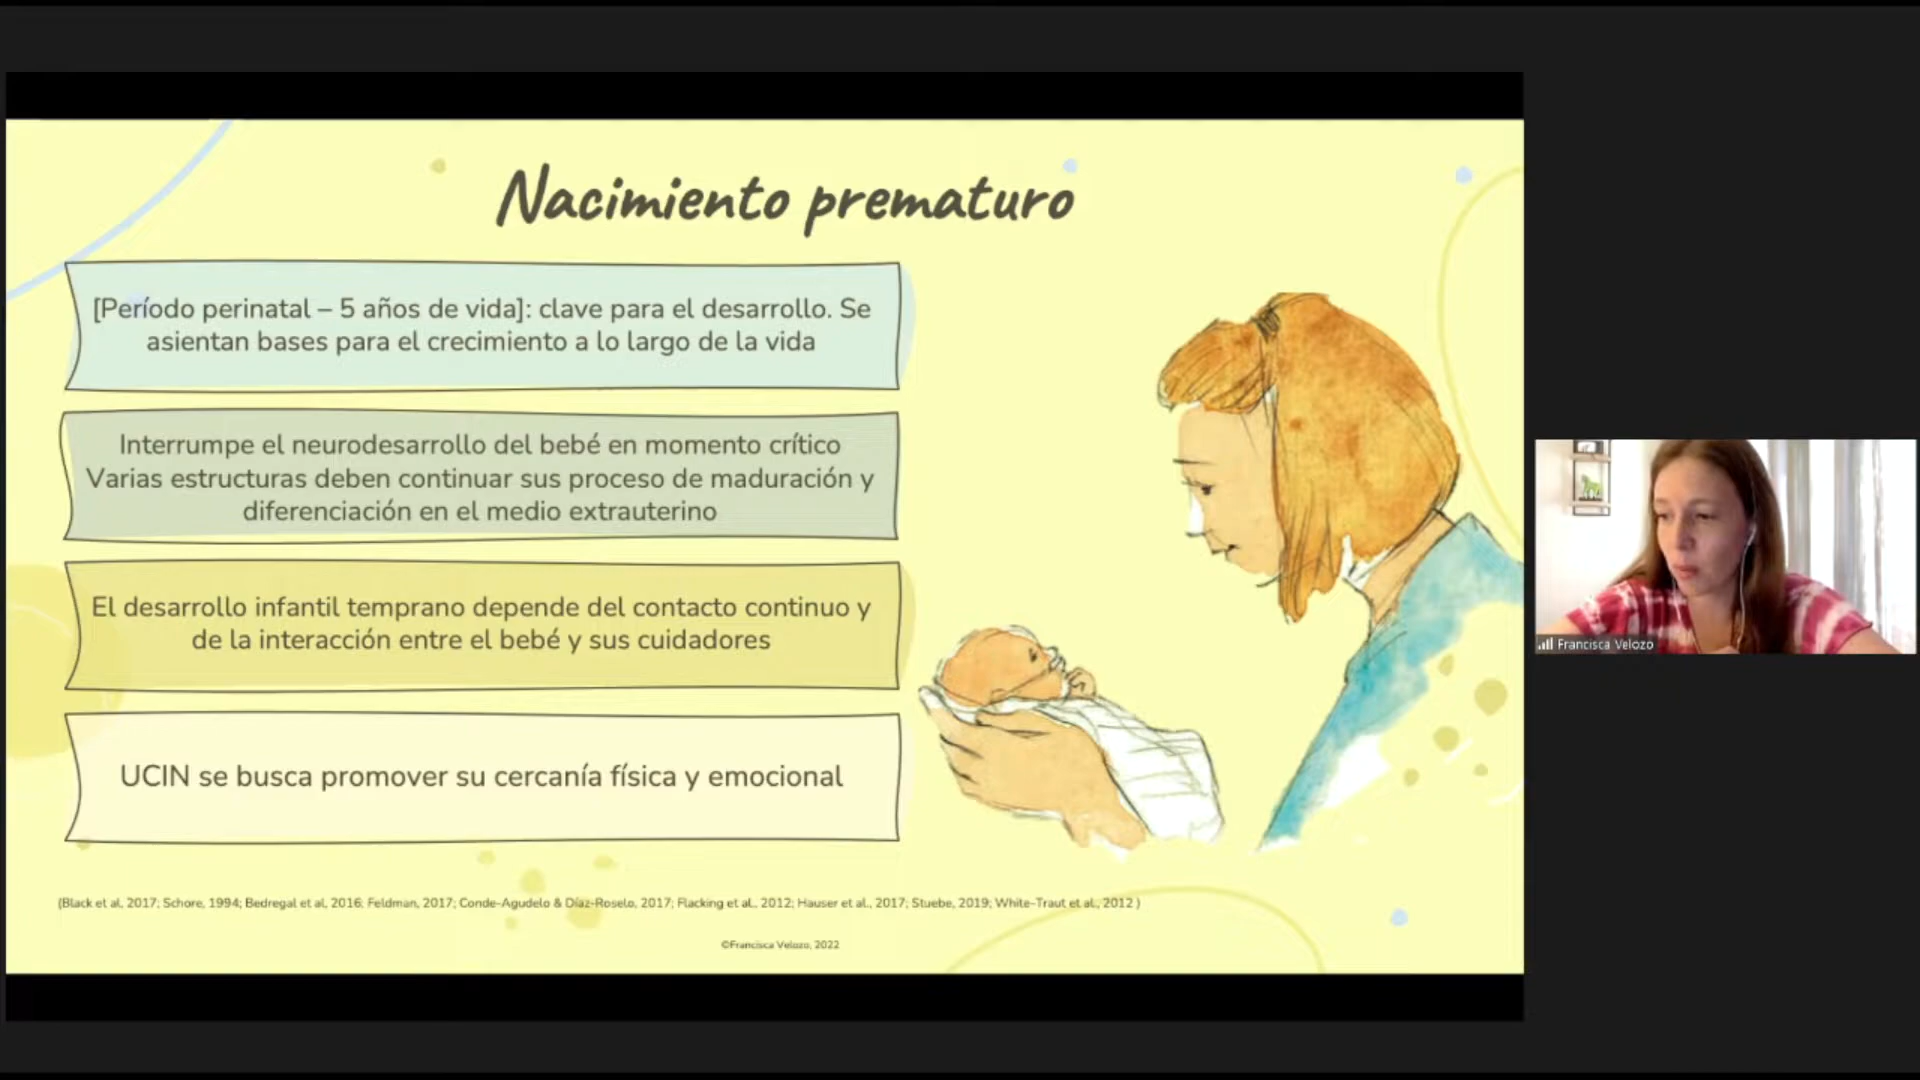 Nacimiento prematuro
[Período perinatal – 5 años de vida]: clave para el desarrollo. Se
asientan bases para el crecimiento a lo largo de la vida
Interrumpe el neurodesarrollo del bebé en momento crítico
Varias estructuras deben continuar sus proceso de maduración y
diferenciación en el medio extrauterino
El desarrollo infantil temprano depende del contacto continuo y
de la interacción entre el bebé y sus cuidadores
UCIN se busca promover su cercanía física y emocional
(Black et al, 2017; Schore, 1994; Bedregal et al, 2016; Feldman, 2017; Conde-Agudelo & Díaz-Roselo, 2017; Flacking et al., 2012; Hauser et al., 2017; Stuebe, 2019; White-Traut et al., 2012 )
©Francisca Velozo, 2022
Francisca Velozo